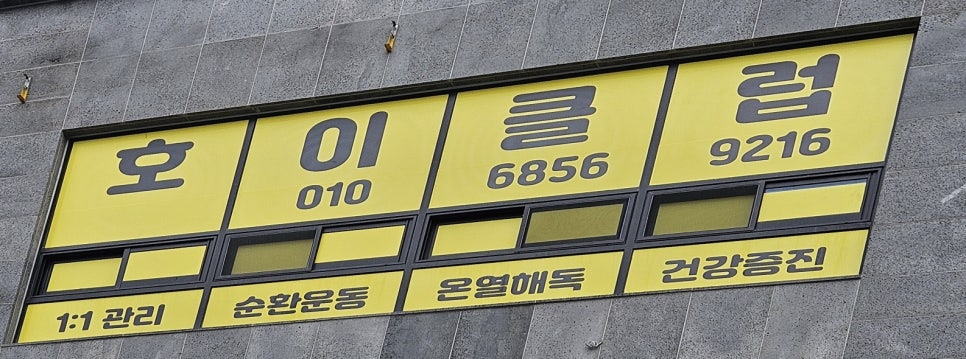 호이클럽
010 6856 9216
1:1 관리 순환운동 온열해독 건강증진